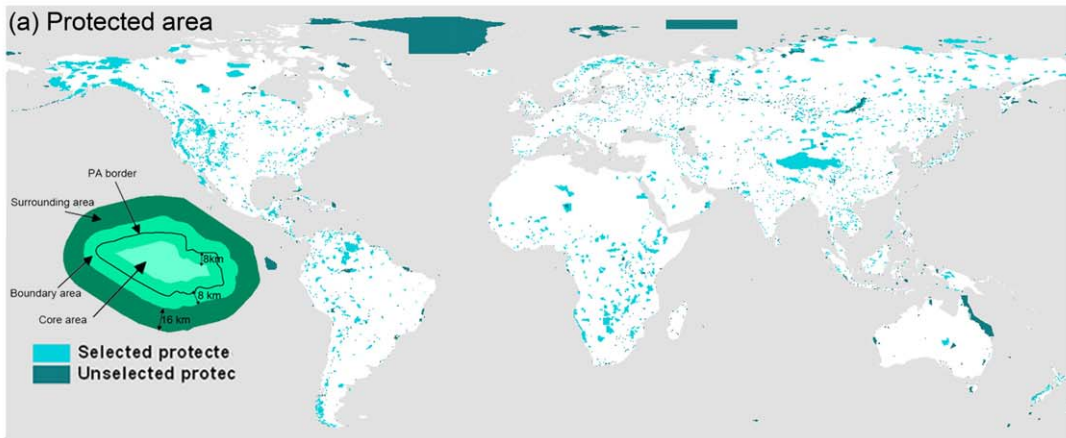 (a) Protected area
PA border
Surrounding area
8km
Boundary area
8 km
Core area
16 km
Selected protecte
Unselected protec